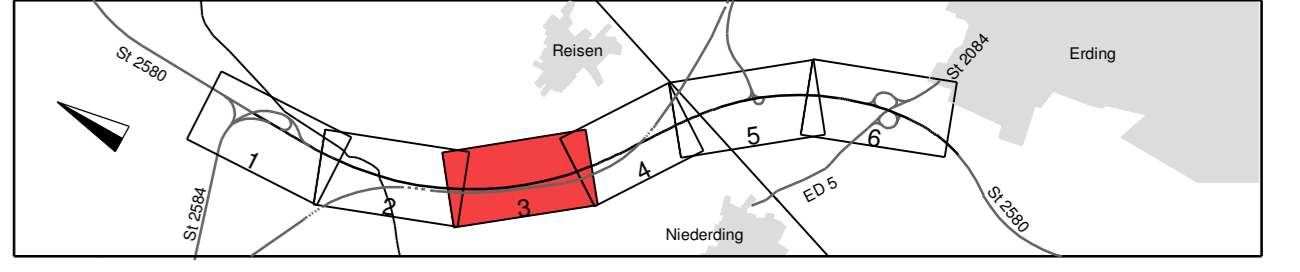 St 2580
Reisen
St 2084
Erding
1
2
3
4
5
6
St 2584
ED 5
St 2580
Niederding